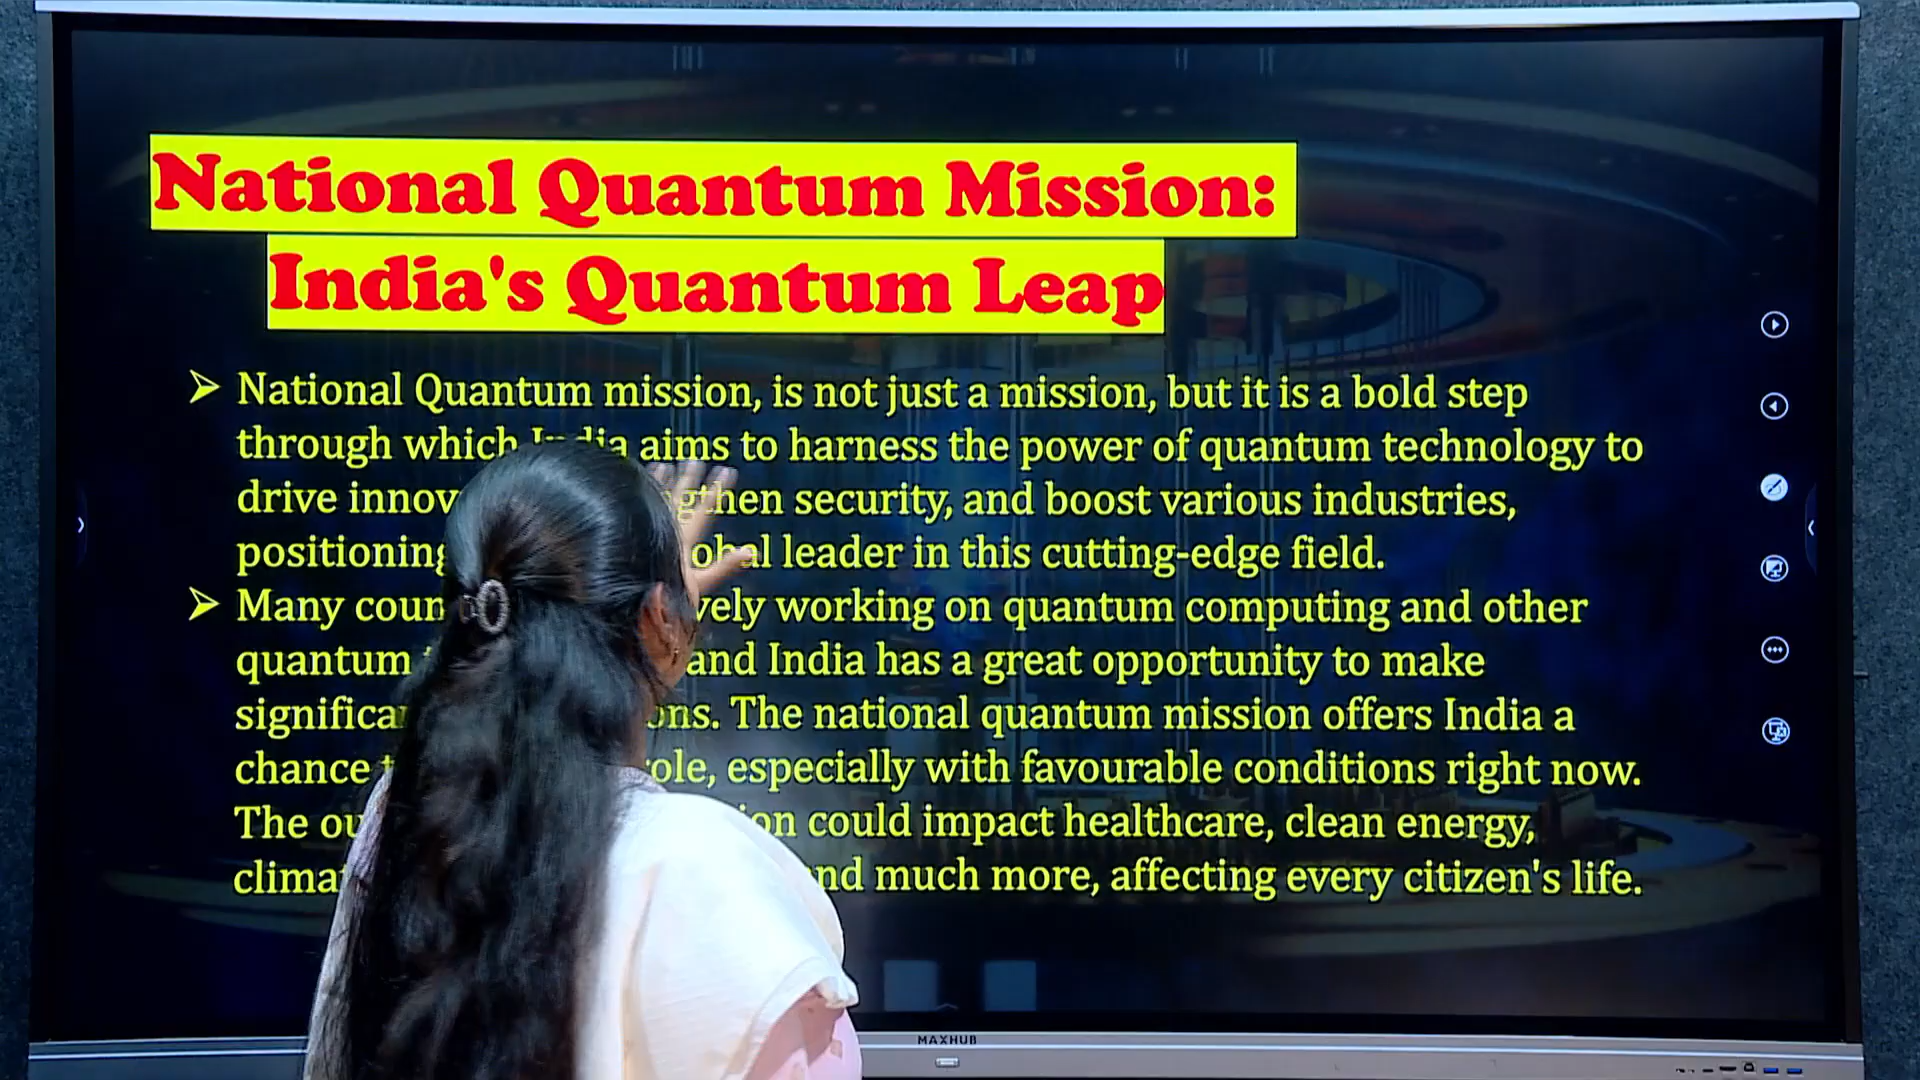 National Quantum Mission:
India's Quantum Leap
➢ National Quantum mission, is not just a mission, but it is a bold step
through which India aims to harness the power of quantum technology to
drive security, and boost various industries,
positioning leader in this cutting-edge field.
➢ Many working on quantum computing and other
quantum and India has a great opportunity to make
The national quantum mission offers India a
chance especially with favourable conditions right now.
The could impact healthcare, clean energy,
and much more, affecting every citizen's life.
MAXHUB